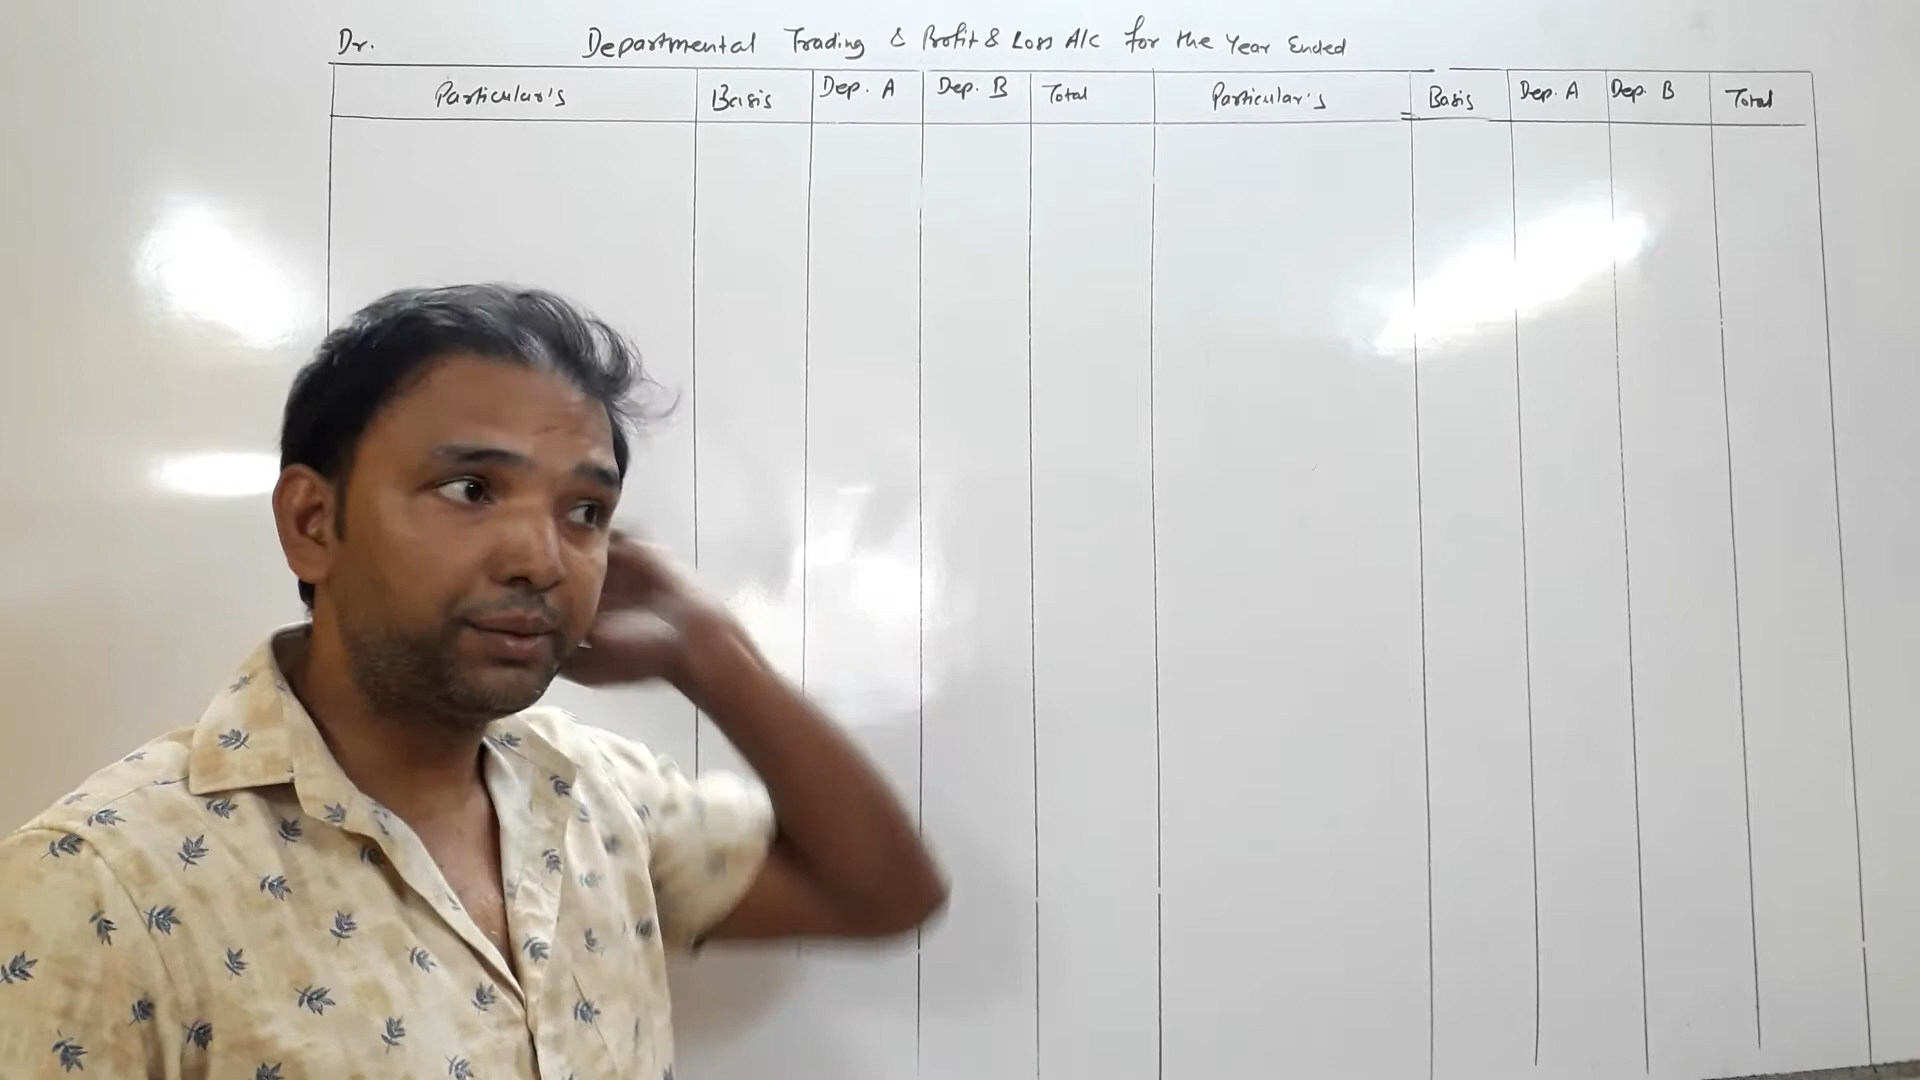 Dr. Departmental Trading & Profit & Loss A/c for the Year Ended
Particular's Basis Dep. A Dep. B Total Particular's Basis Dep. A Dep. B Total